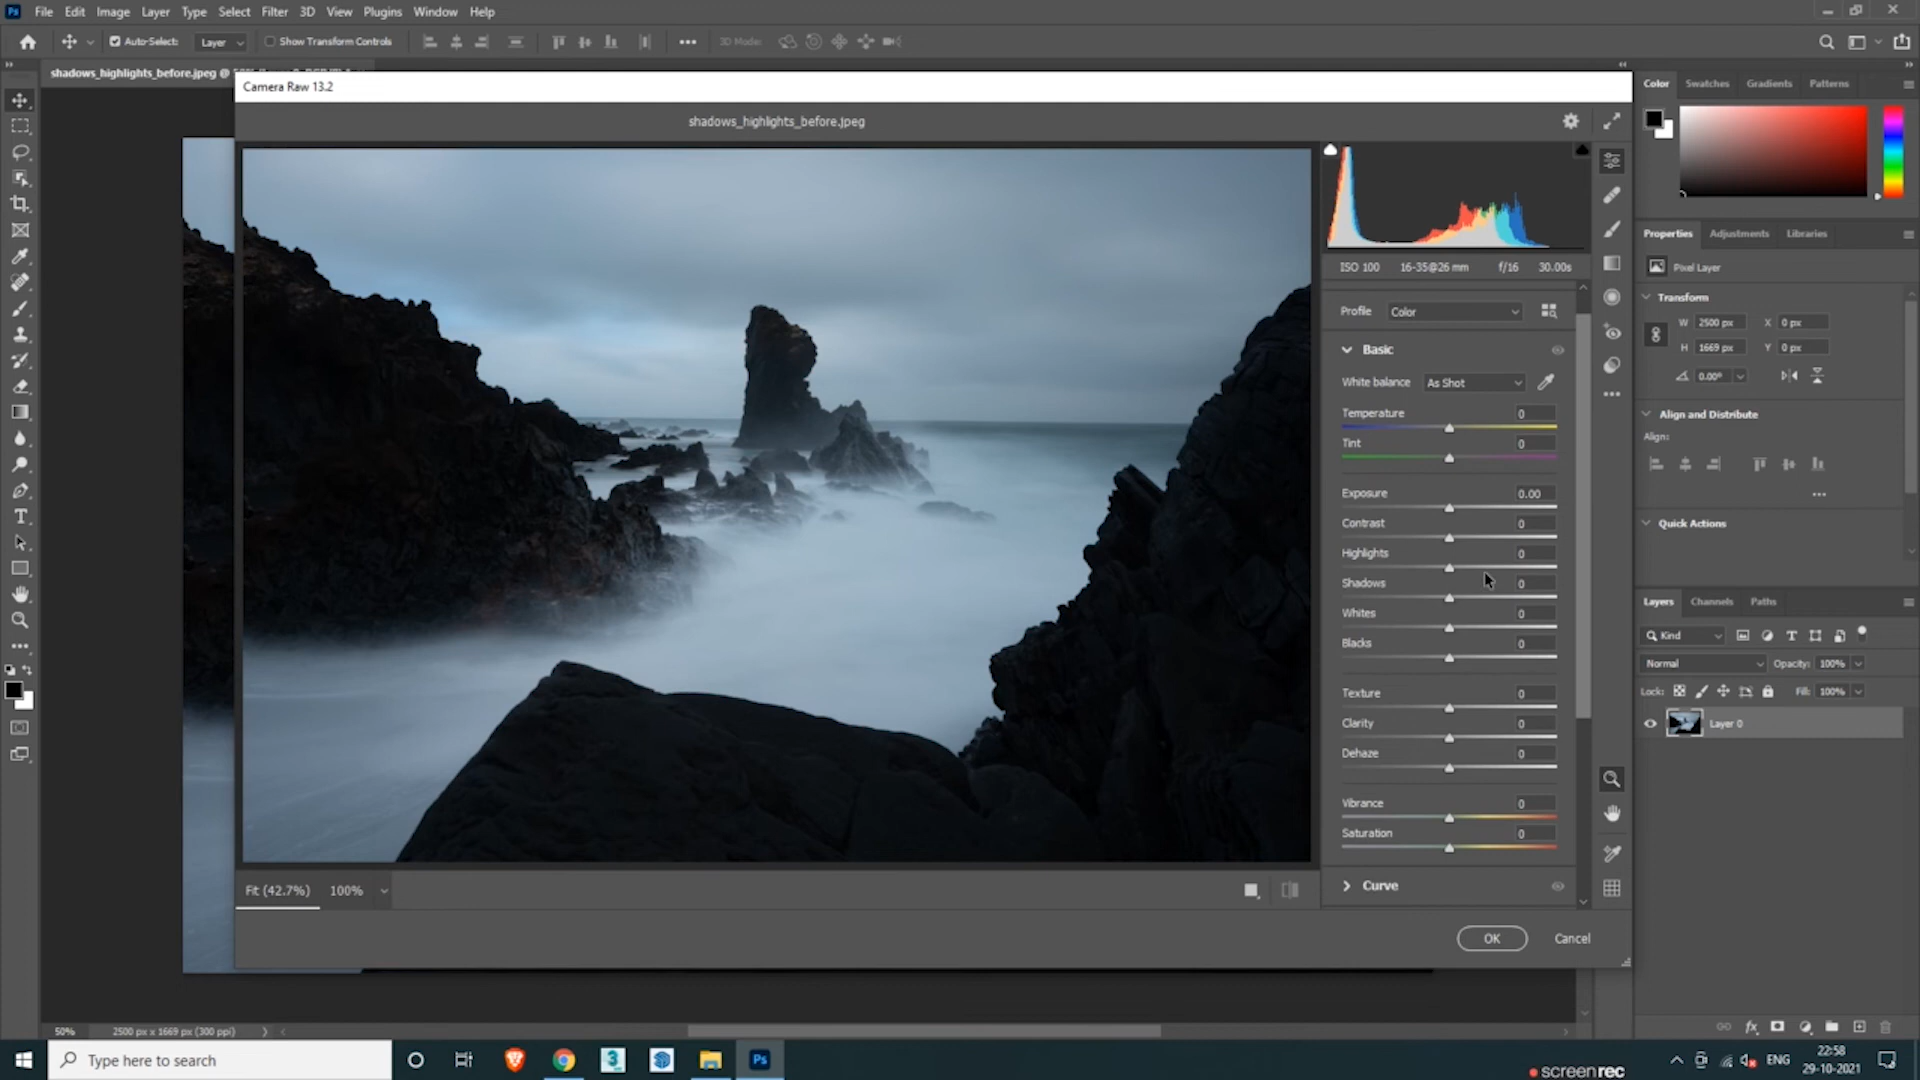 Ps File Edit Image Layer Type Select Filter 3D View Plugins Window Help
Auto-Select: Layer Show Transform Controls ••• 3D Mode:
shadows_highlights_before.jpeg @
Camera Raw 13.2
shadows_highlights_before.jpeg
ISO 100 16-35@26 mm f/16 30.00s
Profile Color
Basic
White balance As Shot
Temperature 0
Tint 0
Exposure 0.00
Contrast 0
Highlights 0
Shadows 0
Whites 0
Blacks 0
Texture 0
Clarity 0
Dehaze 0
Vibrance 0
Saturation 0
Curve
Fit (42.7%) 100%
OK Cancel
Color Swatches Gradients Patterns
Properties Adjustments Libraries
Pixel Layer
Transform
W 2500 px X 0 px
H 1669 px Y 0 px
0.00°
Align and Distribute
Align:
Quick Actions
Layers Channels Paths
Kind
Normal Opacity: 100%
Lock: Fill: 100%
Layer 0
50% 2500 px x 1669 px (300 ppi)
Type here to search
3
Ps
ENG
22:58
29-10-2021
screenrec